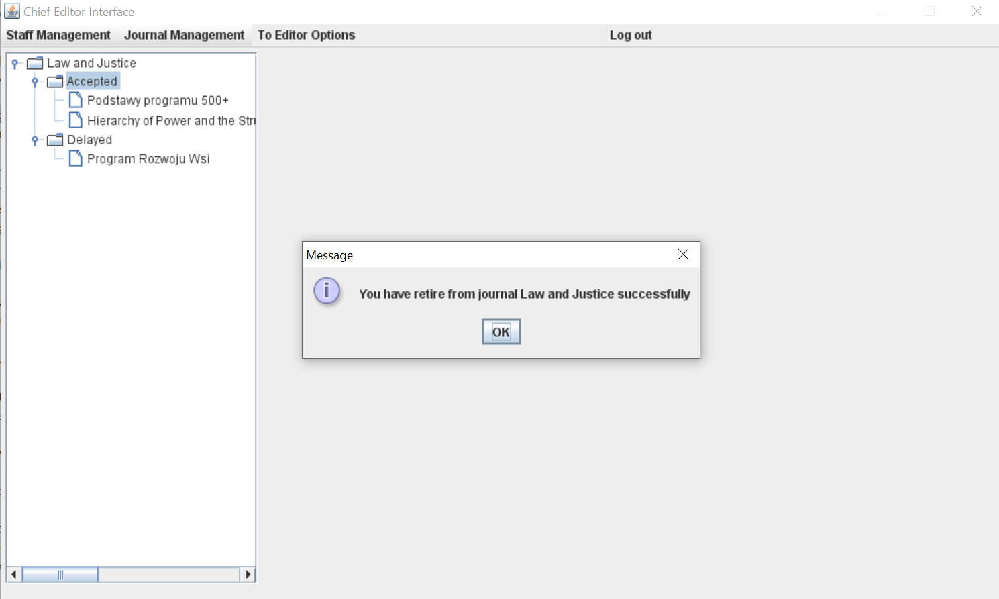 Chief Editor Interface
Staff Management Journal Management To Editor Options Log out
Law and Justice
Accepted
Podstawy programu 500+
Hierarchy of Power and the Stru
Delayed
Program Rozwoju Wsi
Message
You have retire from journal Law and Justice successfully
OK